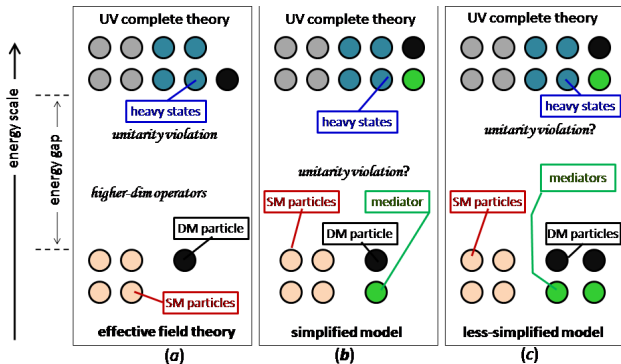 energy scale
energy gap
UV complete theory
heavy states
unitarity violation
higher-dim operators
DM particle
SM particles
effective field theory
(a)
UV complete theory
heavy states
unitarity violation?
SM particles
mediator
DM particle
simplified model
(b)
UV complete theory
heavy states
unitarity violation?
mediators
SM particles
DM particles
less-simplified model
(c)